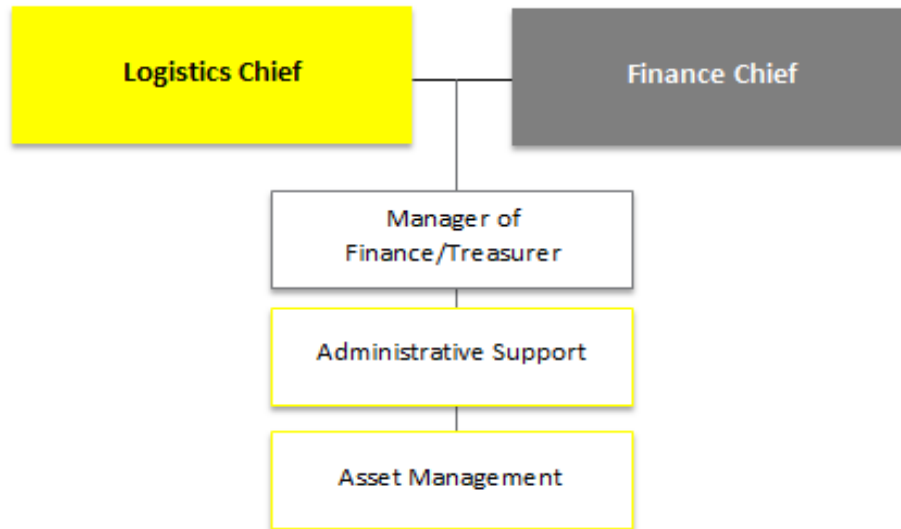 Logistics Chief
Finance Chief
Manager of
Finance/Treasurer
Administrative Support
Asset Management